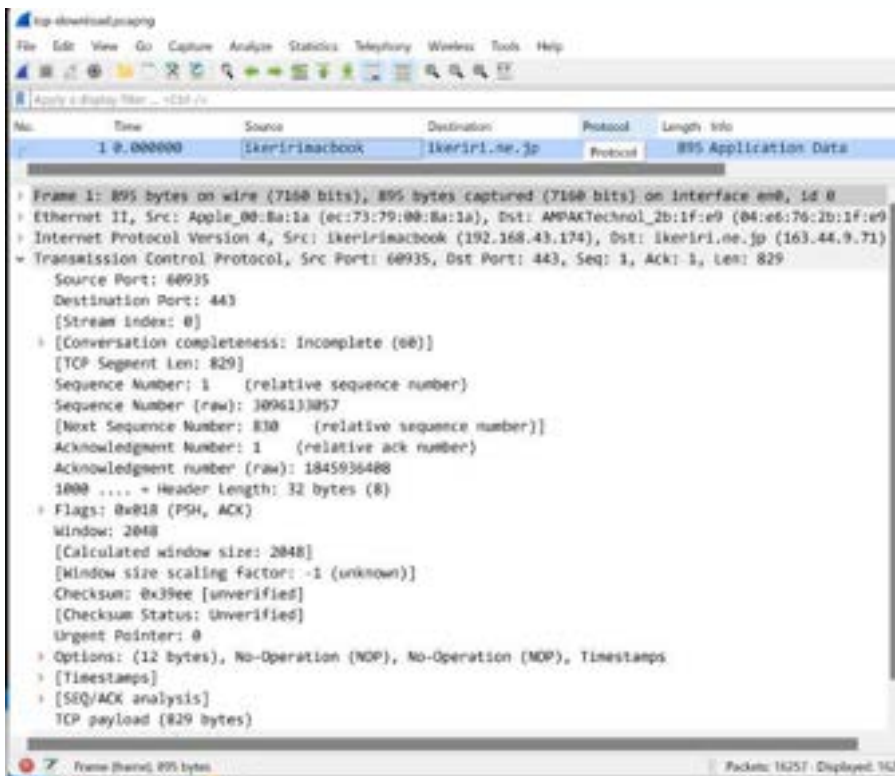 tcp-download.pcapng
File Edit View Go Capture Analyze Statistics Telephony Wireless Tools Help
Apply a display filter ... <Ctrl-/>
No. Time Source Destination Protocol Length Info
1 0.000000 ikeririmacbook ikeriri.ne.jp Protocol 895 Application Data
Frame 1: 895 bytes on wire (7160 bits), 895 bytes captured (7160 bits) on interface en0, id 0
Ethernet II, Src: Apple_00:8a:1a (ec:73:79:00:8a:1a), Dst: AMPAKTechnol_2b:1f:e9 (04:e6:76:2b:1f:e9
Internet Protocol Version 4, Src: ikeririmacbook (192.168.43.174), Dst: ikeriri.ne.jp (163.44.9.71)
Transmission Control Protocol, Src Port: 60935, Dst Port: 443, Seq: 1, Ack: 1, Len: 829
Source Port: 60935
Destination Port: 443
[Stream index: 0]
[Conversation completeness: Incomplete (60)]
[TCP Segment Len: 829]
Sequence Number: 1 (relative sequence number)
Sequence Number (raw): 3096133057
[Next Sequence Number: 830 (relative sequence number)]
Acknowledgment Number: 1 (relative ack number)
Acknowledgment number (raw): 1845936408
1000 .... = Header Length: 32 bytes (8)
Flags: 0x018 (PSH, ACK)
Window: 2048
[Calculated window size: 2048]
[Window size scaling factor: -1 (unknown)]
Checksum: 0x39ee [unverified]
[Checksum Status: Unverified]
Urgent Pointer: 0
Options: (12 bytes), No-Operation (NOP), No-Operation (NOP), Timestamps
[Timestamps]
[SEQ/ACK analysis]
TCP payload (829 bytes)
Frame (frame), 895 bytes Packets: 16257 · Displayed: 162